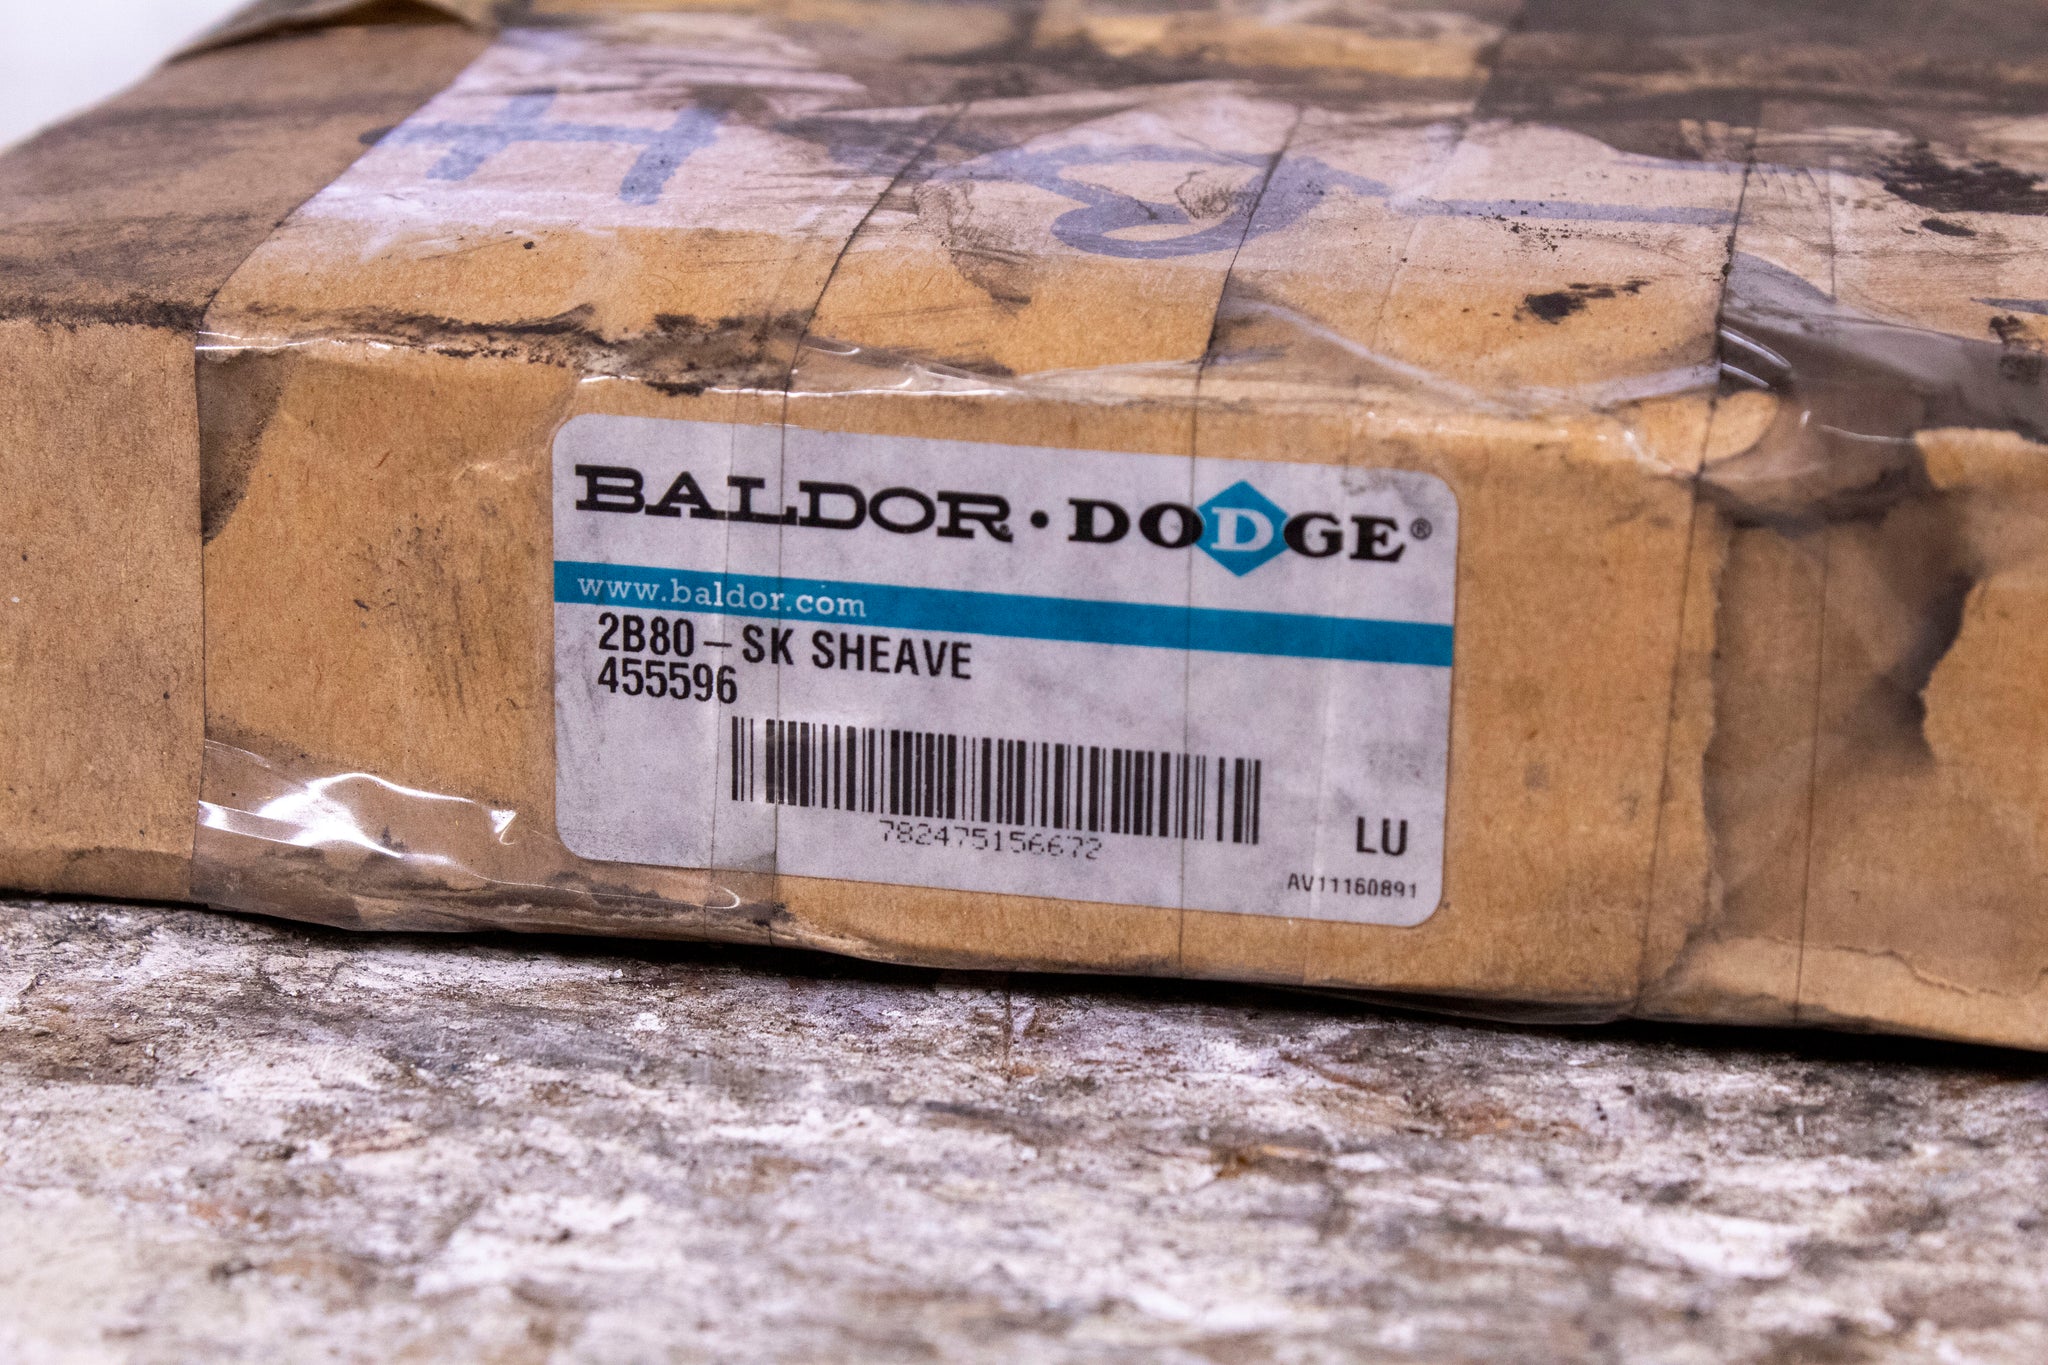 BALDOR · DODGE®
www.baldor.com
2B80-SK SHEAVE
455596
782475156672
LU
AV11160891